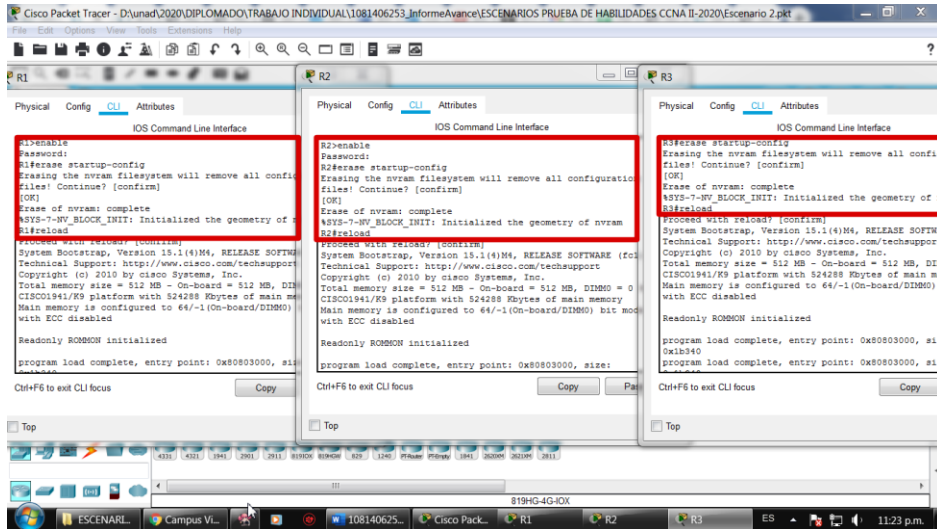 Cisco Packet Tracer - D:\unad\2020\DIPLOMADO\TRABAJO INDIVIDUAL\1081406253_InformeAvance\ESCENARIOS PRUEBA DE HABILIDADES CCNA II-2020\Escenario 2.pkt
File Edit Options View Tools Extensions Help
R1
Physical Config CLI Attributes
IOS Command Line Interface
R1>enable
Password:
R1#erase startup-config
Erasing the nvram filesystem will remove all config
files! Continue? [confirm]
[OK]
Erase of nvram: complete
%SYS-7-NV_BLOCK_INIT: Initialized the geometry of n
R1#reload
Proceed with reload? [confirm]
System Bootstrap, Version 15.1(4)M4, RELEASE SOFTW
Technical Support: http://www.cisco.com/techsuppor
Copyright (c) 2010 by cisco Systems, Inc.
Total memory size = 512 MB - On-board = 512 MB, DIM
CISCO1941/K9 platform with 524288 Kbytes of main me
Main memory is configured to 64/-1(On-board/DIMM0)
with ECC disabled
Readonly ROMMON initialized
program load complete, entry point: 0x80803000, siz
Ctrl+F6 to exit CLI focus
Copy
Top
R2
Physical Config CLI Attributes
IOS Command Line Interface
R2>enable
Password:
R2#erase startup-config
Erasing the nvram filesystem will remove all configuration
files! Continue? [confirm]
[OK]
Erase of nvram: complete
%SYS-7-NV_BLOCK_INIT: Initialized the geometry of nvram
R2#reload
Proceed with reload? [confirm]
System Bootstrap, Version 15.1(4)M4, RELEASE SOFTWARE (fc1
Technical Support: http://www.cisco.com/techsupport
Copyright (c) 2010 by cisco Systems, Inc.
Total memory size = 512 MB - On-board = 512 MB, DIMM0 = 0
CISCO1941/K9 platform with 524288 Kbytes of main memory
Main memory is configured to 64/-1(On-board/DIMM0) bit mod
with ECC disabled
Readonly ROMMON initialized
program load complete, entry point: 0x80803000, size:
Ctrl+F6 to exit CLI focus
Copy Pas
Top
R3
Physical Config CLI Attributes
IOS Command Line Interface
R3#erase startup-config
Erasing the nvram filesystem will remove all confi
files! Continue? [confirm]
[OK]
Erase of nvram: complete
%SYS-7-NV_BLOCK_INIT: Initialized the geometry of
R3#reload
Proceed with reload? [confirm]
System Bootstrap, Version 15.1(4)M4, RELEASE SOFTW
Technical Support: http://www.cisco.com/techsuppor
Copyright (c) 2010 by cisco Systems, Inc.
Total memory size = 512 MB - On-board = 512 MB, DI
CISCO1941/K9 platform with 524288 Kbytes of main m
Main memory is configured to 64/-1(On-board/DIMM0)
with ECC disabled
Readonly ROMMON initialized
program load complete, entry point: 0x80803000, si
0x1b340
Ctrl+F6 to exit CLI focus
Copy
Top
4331 4321 1941 2901 2911 819IOX 819HGW 829 1240 PT-Router PT-Empty 1841 2620XM 2621XM 2811
819HG-4G-IOX
ESCENARI... Campus Vi... 108140625... Cisco Pack... R1 R2 R3 ES 11:23 p.m.